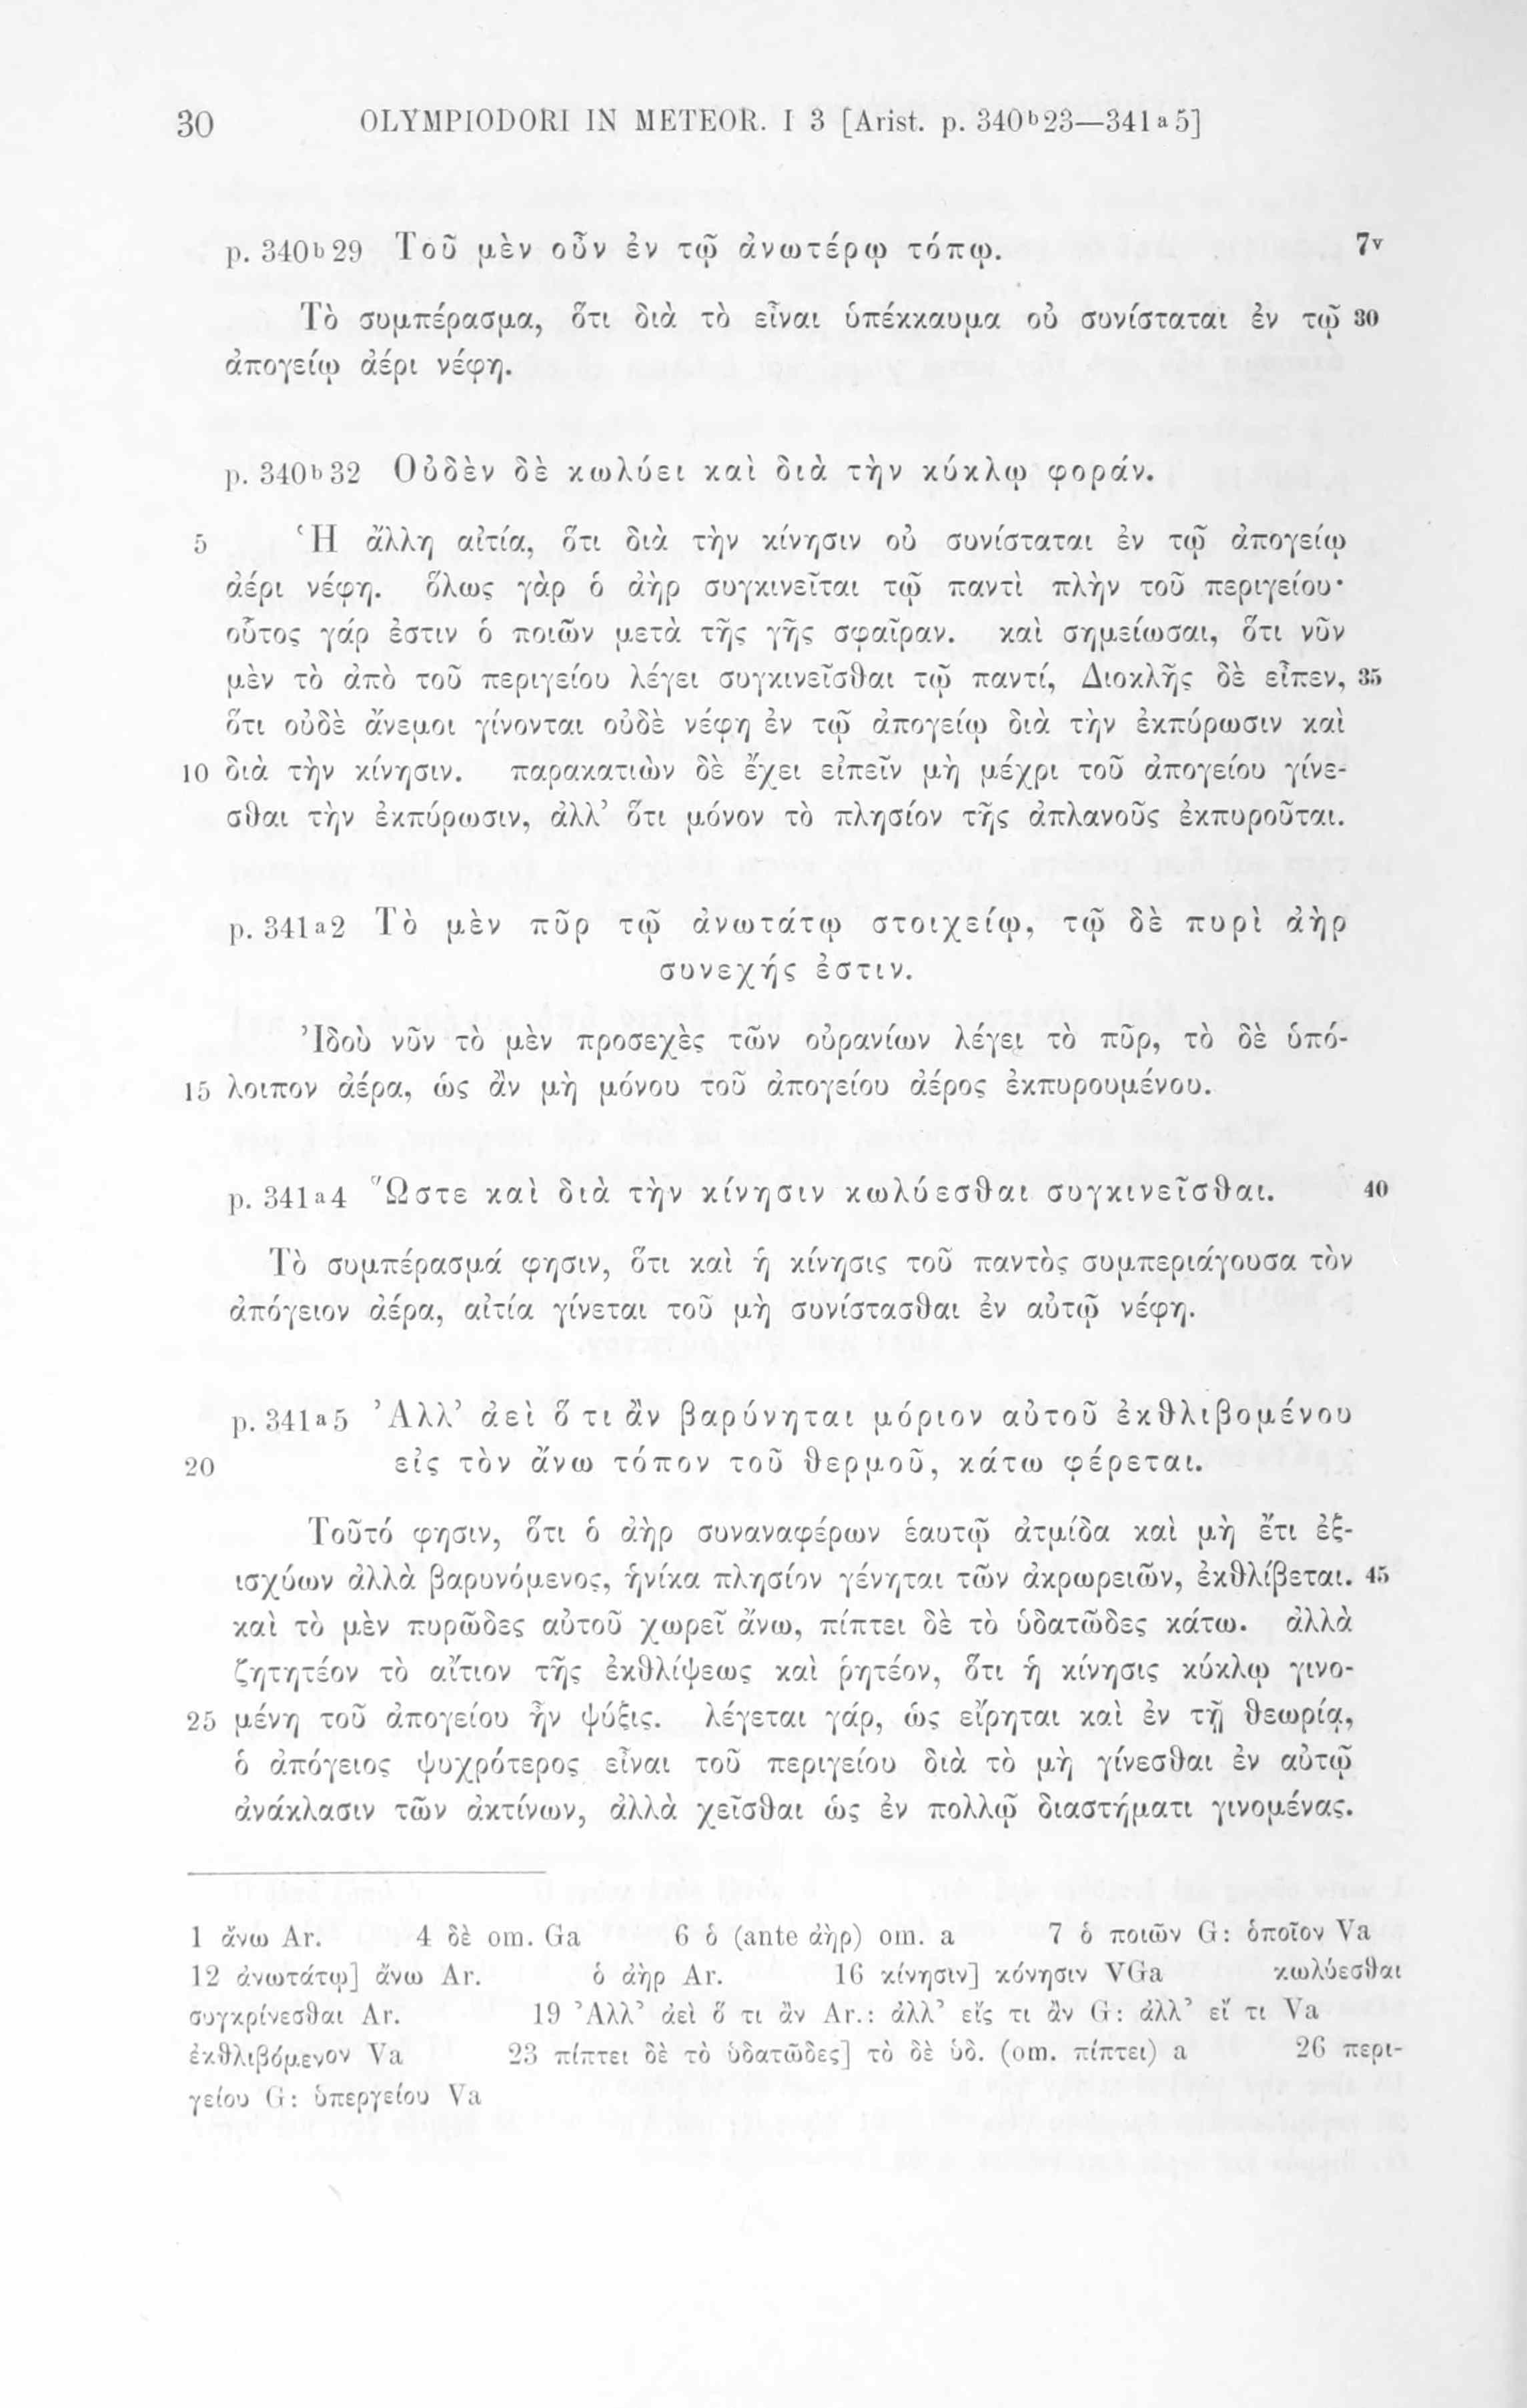 30 OLYMPIODORI IN METEOR. I 3 [Arist. p. 340ᵇ23—341ᵃ5]
p. 340ᵇ29 Τοῦ μὲν οὖν ἐν τῷ ἀνωτέρῳ τόπῳ. 7ᵛ
Τὸ συμπέρασμα, ὅτι διὰ τὸ εἶναι ὑπέκκαυμα οὐ συνίσταται ἐν τῷ 30
ἀπογείῳ ἀέρι νέφη.
p. 340ᵇ32 Οὐδὲν δὲ κωλύει καὶ διὰ τὴν κύκλῳ φοράν.
5 Ἡ ἄλλη αἰτία, ὅτι διὰ τὴν κίνησιν οὐ συνίσταται ἐν τῷ ἀπογείῳ
ἀέρι νέφη. ὅλως γὰρ ὁ ἀὴρ συγκινεῖται τῷ παντὶ πλὴν τοῦ περιγείου·
οὗτος γάρ ἐστιν ὁ ποιῶν μετὰ τῆς γῆς σφαῖραν. καὶ σημείωσαι, ὅτι νῦν
μὲν τὸ ἀπὸ τοῦ περιγείου λέγει συγκινεῖσθαι τῷ παντί, Διοκλῆς δὲ εἶπεν, 35
ὅτι οὐδὲ ἄνεμοι γίνονται οὐδὲ νέφη ἐν τῷ ἀπογείῳ διὰ τὴν ἐκπύρωσιν καὶ
10 διὰ τὴν κίνησιν. παρακατιὼν δὲ ἔχει εἰπεῖν μὴ μέχρι τοῦ ἀπογείου γίνε-
σθαι τὴν ἐκπύρωσιν, ἀλλ’ ὅτι μόνον τὸ πλησίον τῆς ἀπλανοῦς ἐκπυροῦται.
p. 341ᵃ2 Τὸ μὲν πῦρ τῷ ἀνωτάτῳ στοιχείῳ, τῷ δὲ πυρὶ ἀὴρ
συνεχής ἐστιν.
Ἰδοὺ νῦν τὸ μὲν προσεχὲς τῶν οὐρανίων λέγει τὸ πῦρ, τὸ δὲ ὑπό-
15 λοιπον ἀέρα, ὡς ἂν μὴ μόνου τοῦ ἀπογείου ἀέρος ἐκπυρουμένου.
p. 341ᵃ4 Ὥστε καὶ διὰ τὴν κίνησιν κωλύεσθαι συγκινεῖσθαι. 40
Τὸ συμπέρασμά φησιν, ὅτι καὶ ἡ κίνησις τοῦ παντὸς συμπεριάγουσα τὸν
ἀπόγειον ἀέρα, αἰτία γίνεται τοῦ μὴ συνίστασθαι ἐν αὐτῷ νέφη.
p. 341ᵃ5 Ἀλλ’ ἀεὶ ὅ τι ἂν βαρύνηται μόριον αὐτοῦ ἐκθλιβομένου
20 εἰς τὸν ἄνω τόπον τοῦ θερμοῦ, κάτω φέρεται.
Τοῦτό φησιν, ὅτι ὁ ἀὴρ συναναφέρων ἑαυτῷ ἀτμίδα καὶ μὴ ἔτι ἐξ-
ισχύων ἀλλὰ βαρυνόμενος, ἡνίκα πλησίον γένηται τῶν ἀκρωρειῶν, ἐκθλίβεται. 45
καὶ τὸ μὲν πυρῶδες αὐτοῦ χωρεῖ ἄνω, πίπτει δὲ τὸ ὑδατῶδες κάτω. ἀλλὰ
ζητητέον τὸ αἴτιον τῆς ἐκθλίψεως καὶ ῥητέον, ὅτι ἡ κίνησις κύκλῳ γινο-
25 μένη τοῦ ἀπογείου ἦν ψύξις. λέγεται γάρ, ὡς εἴρηται καὶ ἐν τῇ θεωρίᾳ,
ὁ ἀπόγειος ψυχρότερος εἶναι τοῦ περιγείου διὰ τὸ μὴ γίνεσθαι ἐν αὐτῷ
ἀνάκλασιν τῶν ἀκτίνων, ἀλλὰ χεῖσθαι ὡς ἐν πολλῷ διαστήματι γινομένας.
1 ἄνω Ar. 4 δὲ om. Ga 6 ὁ (ante ἀὴρ) om. a 7 ὁ ποιῶν G: ὁποῖον Va
12 ἀνωτάτῳ] ἄνω Ar. ὁ ἀὴρ Ar. 16 κίνησιν] κόνησιν VGa κωλύεσθαι
συγκρίνεσθαι Ar. 19 Ἀλλ’ ἀεὶ ὅ τι ἂν Ar.: ἀλλ’ εἴς τι ἂν G: ἀλλ’ εἴ τι Va
ἐκθλιβόμενον Va 23 πίπτει δὲ τὸ ὑδατῶδες] τὸ δὲ ὑδ. (om. πίπτει) a 26 περι-
γείου G: ὑπεργείου Va